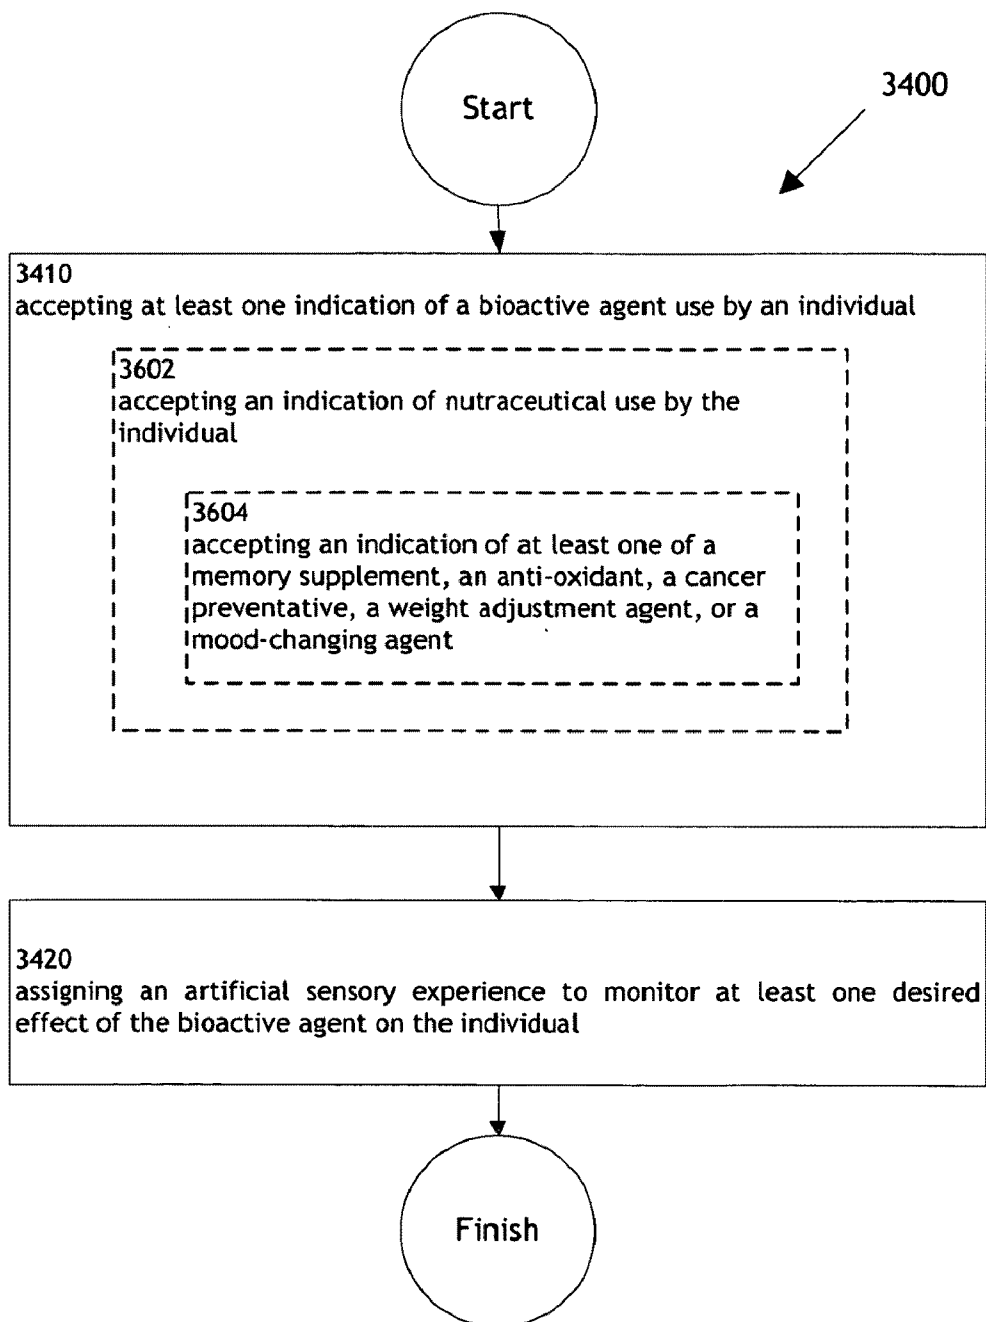 Start
3400
3410
accepting at least one indication of a bioactive agent use by an individual
3602
accepting an indication of nutraceutical use by the
individual
3604
accepting an indication of at least one of a
memory supplement, an anti-oxidant, a cancer
preventative, a weight adjustment agent, or a
mood-changing agent
3420
assigning an artificial sensory experience to monitor at least one desired
effect of the bioactive agent on the individual
Finish